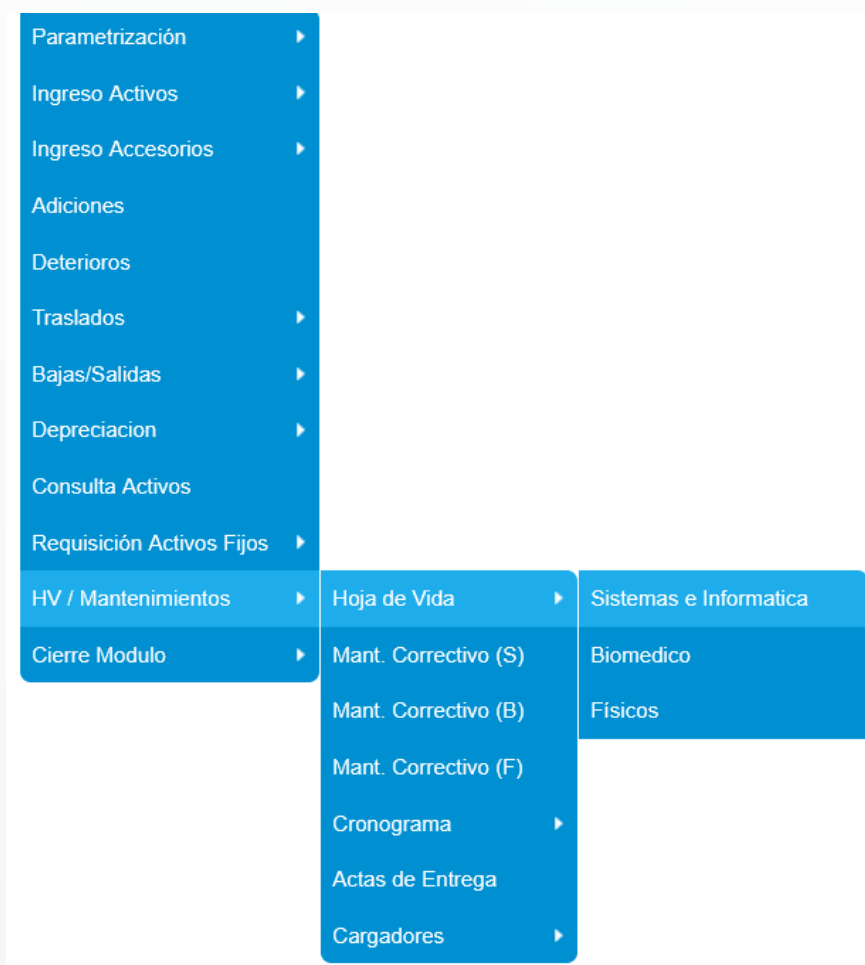 Parametrización
Ingreso Activos
Ingreso Accesorios
Adiciones
Deterioros
Traslados
Bajas/Salidas
Depreciacion
Consulta Activos
Requisición Activos Fijos
HV / Mantenimientos
Cierre Modulo
Hoja de Vida
Mant. Correctivo (S)
Mant. Correctivo (B)
Mant. Correctivo (F)
Cronograma
Actas de Entrega
Cargadores
Sistemas e Informatica
Biomedico
Físicos